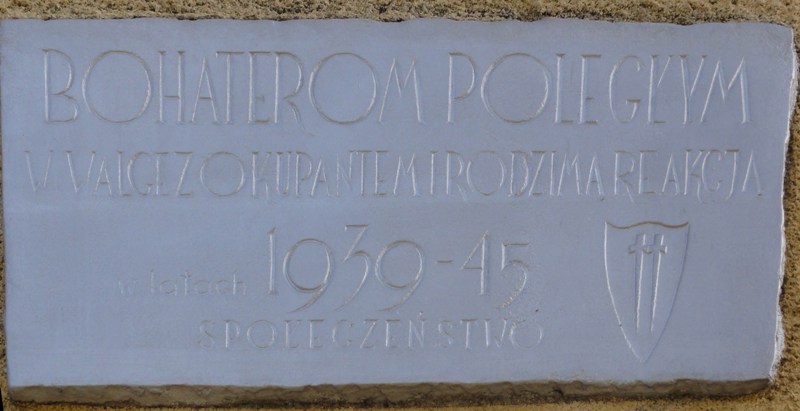 BOHATEROM POLEGŁYM
W WALCE Z OKUPANTEM I RODZIMĄ REAKCJĄ
w latach 1939-45
SPOŁECZEŃSTWO